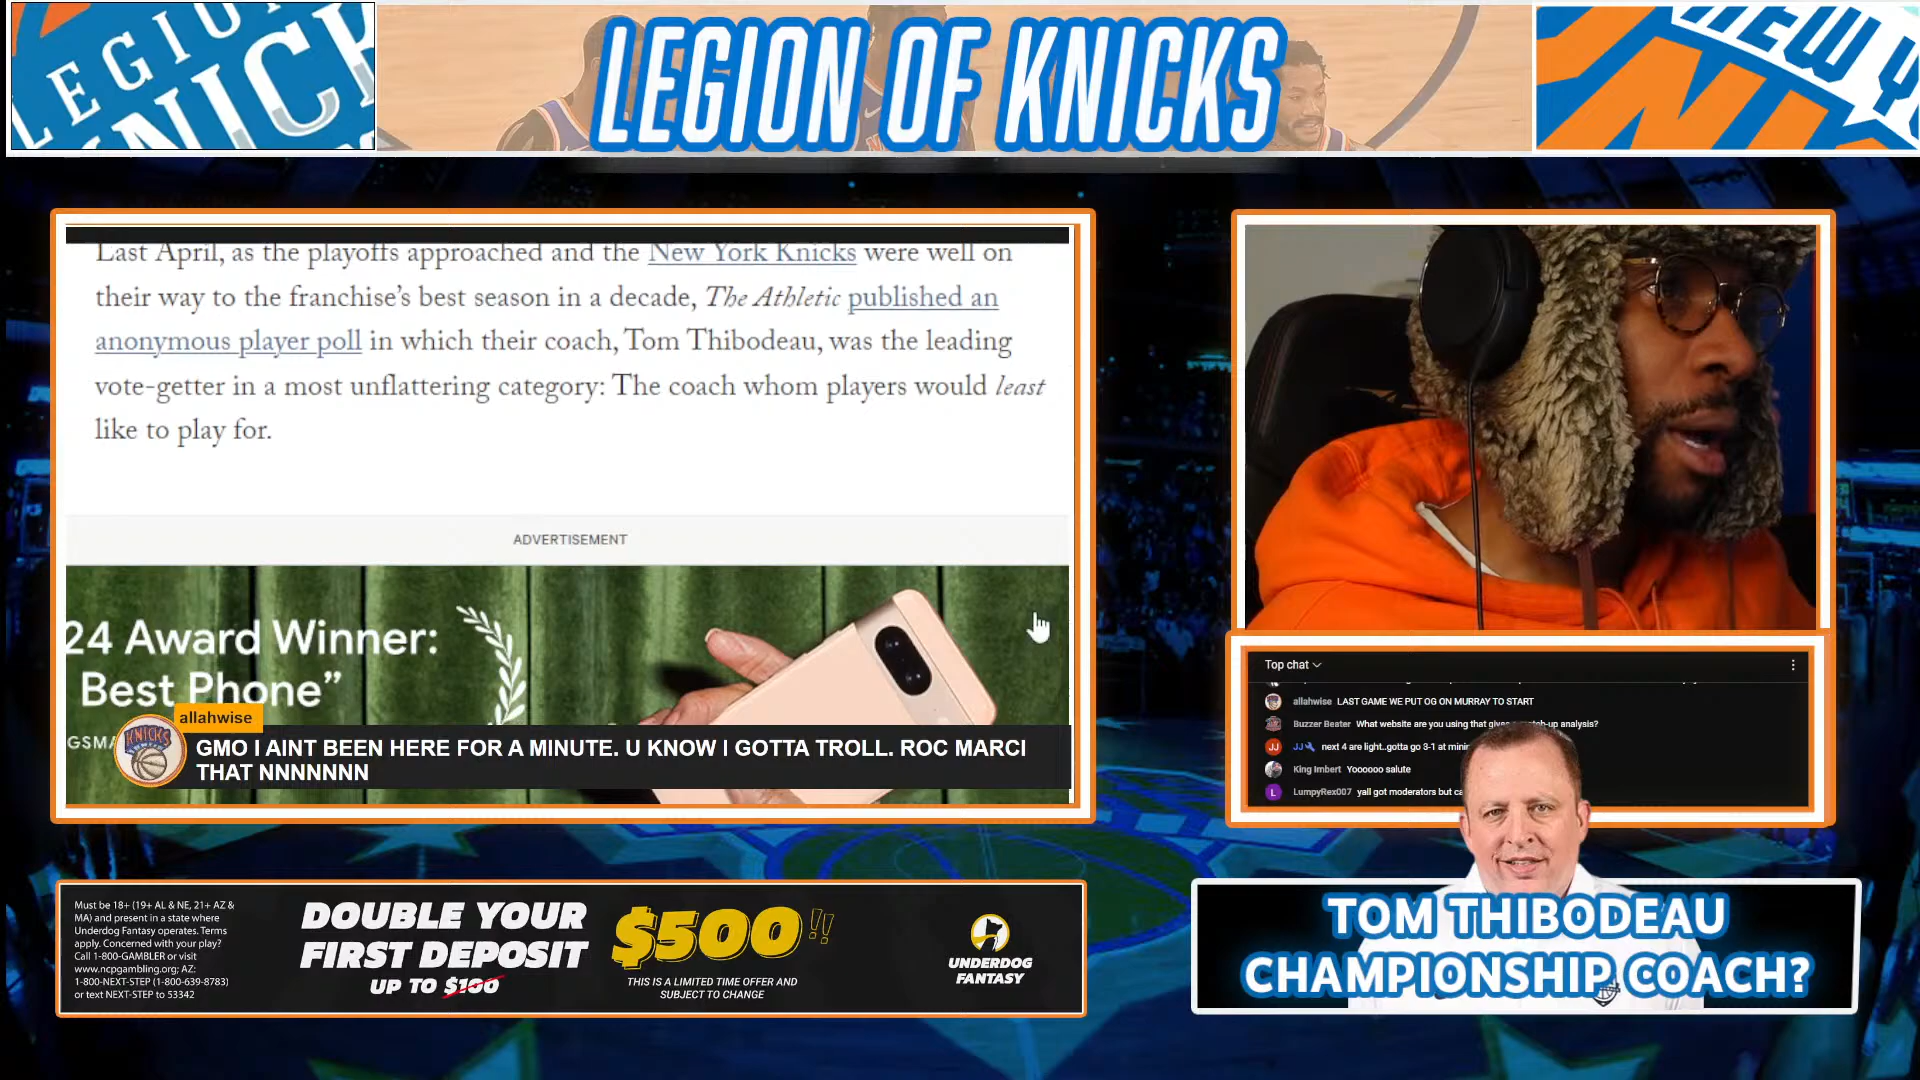 LEGION
KNICK
LEGION OF KNICKS
NEW Y
Last April, as the playoffs approached and the New York Knicks were well on
their way to the franchise’s best season in a decade, The Athletic published an
anonymous player poll in which their coach, Tom Thibodeau, was the leading
vote-getter in a most unflattering category: The coach whom players would least
like to play for.
ADVERTISEMENT
24 Award Winner:
Best Phone”
GSMA
allahwise
KNICKS
GMO I AINT BEEN HERE FOR A MINUTE. U KNOW I GOTTA TROLL. ROC MARCI
THAT NNNNNNN
Top chat
allahwise LAST GAME WE PUT OG ON MURRAY TO START
Buzzer Beater What website are you using that analysis?
JJ JJ next 4 are light..gotta go 3-1 at
King Imbert Yoooooo salute
L LumpyRex007 yall got moderators but
Must be 18+ (19+ AL & NE, 21+ AZ &
MA) and present in a state where
Underdog Fantasy operates. Terms
apply. Concerned with your play?
Call 1-800-GAMBLER or visit
www.ncpgambling.org; AZ:
1-800-NEXT-STEP (1-800-639-8783)
or text NEXT-STEP to 53342
DOUBLE YOUR
FIRST DEPOSIT
UP TO $100
$500!!
THIS IS A LIMITED TIME OFFER AND
SUBJECT TO CHANGE
UNDERDOG
FANTASY
TOM THIBODEAU
CHAMPIONSHIP COACH?